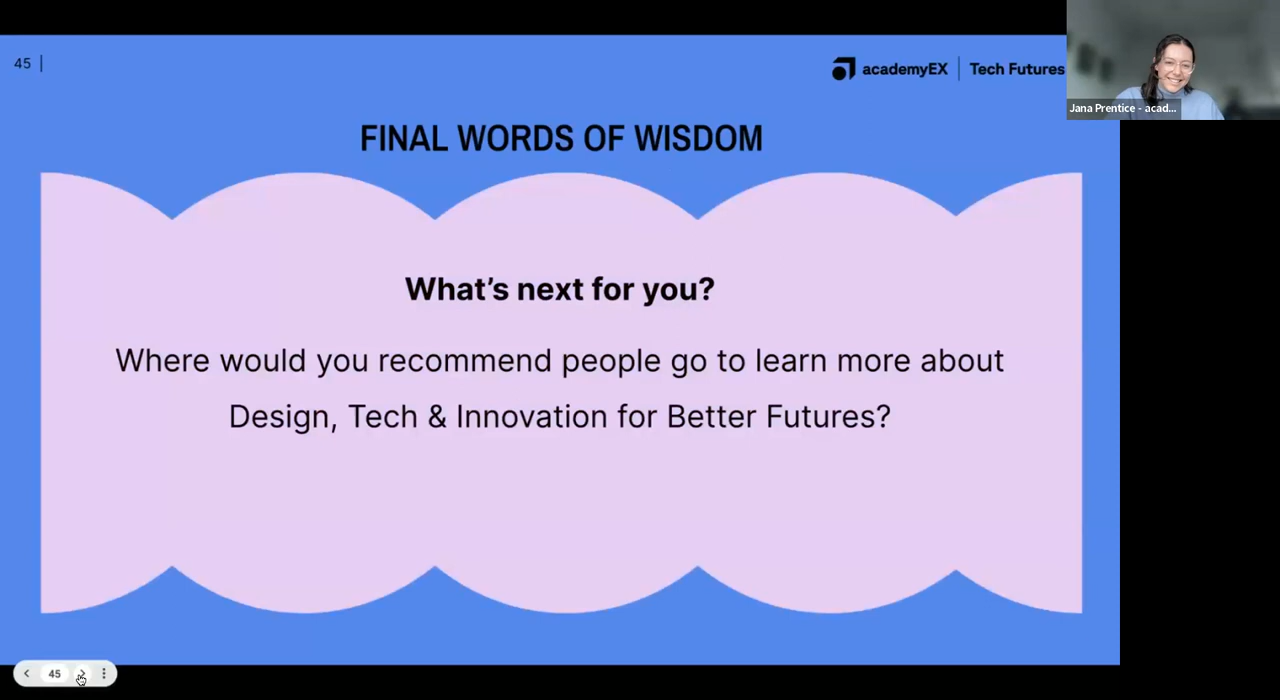 45 |
academyEX | Tech Futures
Jana Prentice - acad...
FINAL WORDS OF WISDOM
What’s next for you?
Where would you recommend people go to learn more about
Design, Tech & Innovation for Better Futures?
45